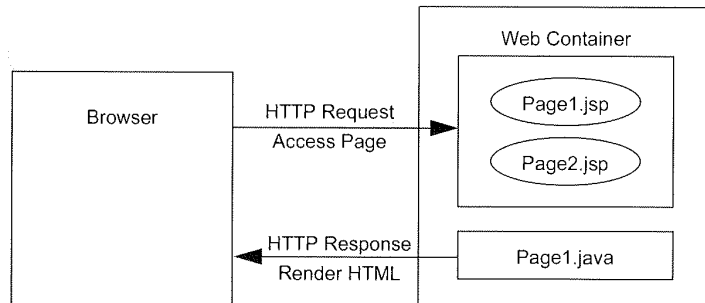 Web Container
Browser
HTTP Request
Access Page
Page1.jsp
Page2.jsp
HTTP Response
Render HTML
Page1.java